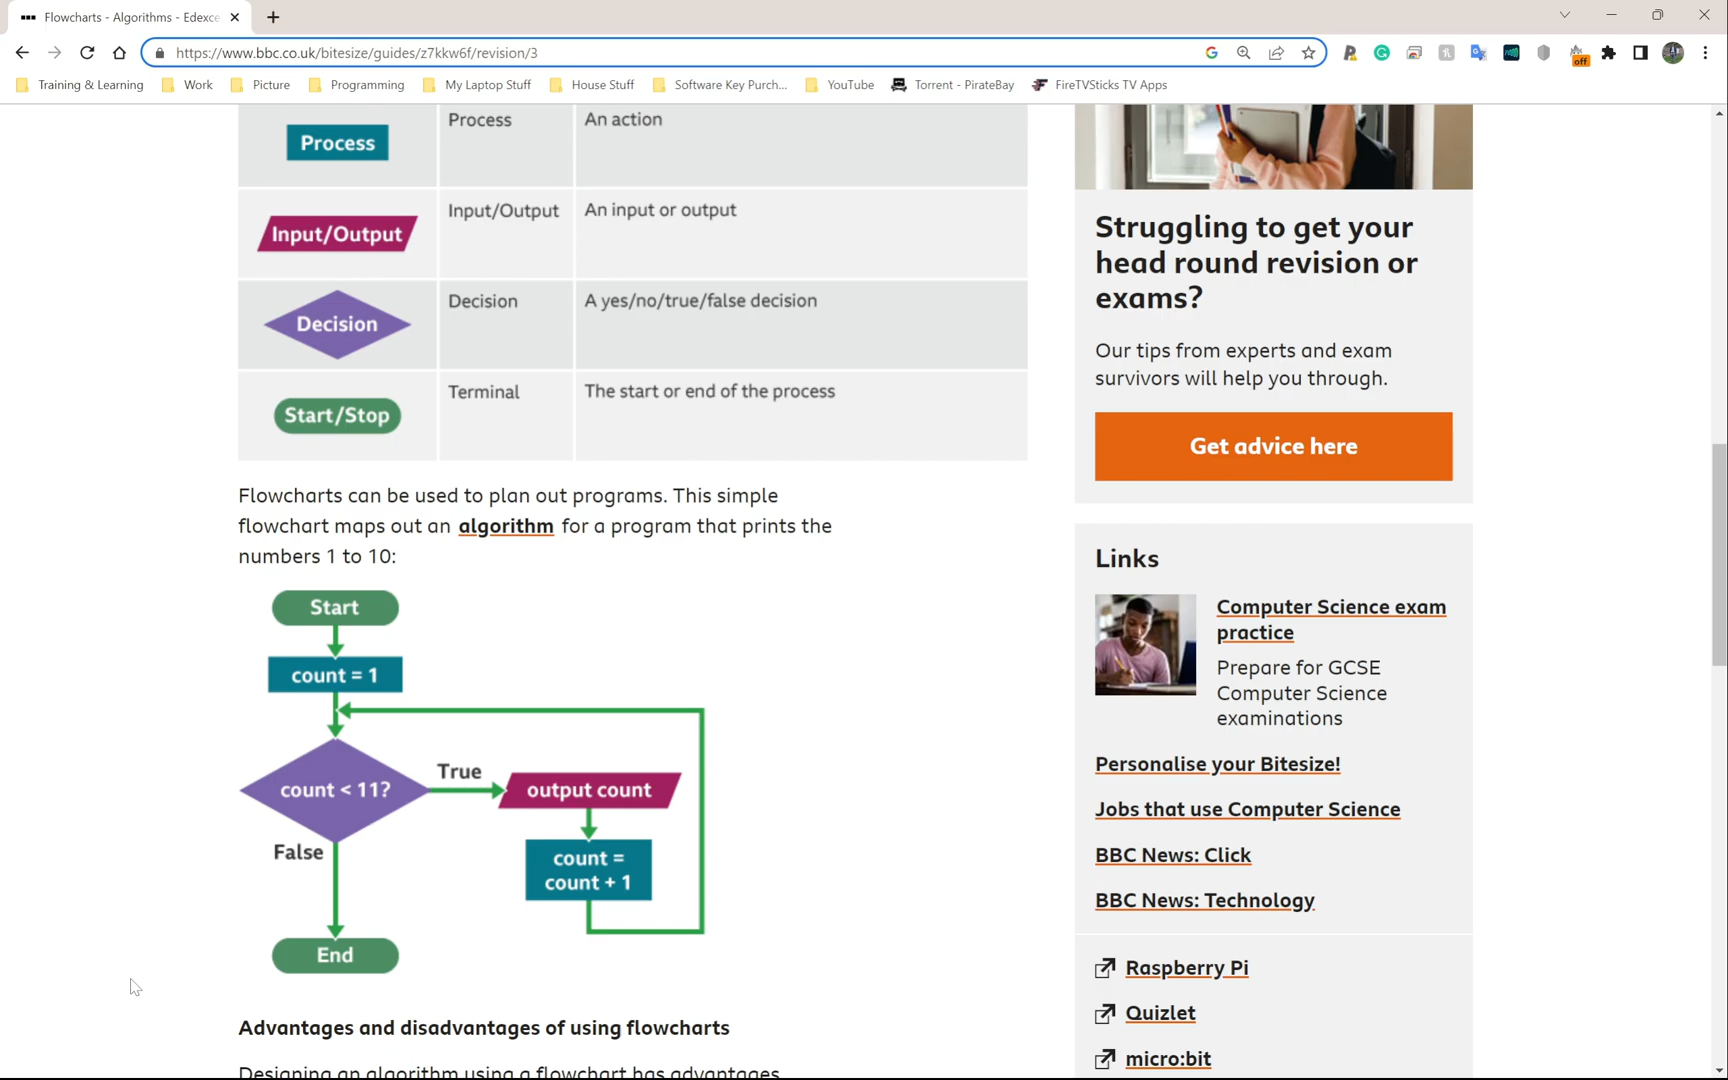 Flowcharts - Algorithms - Edexce
https://www.bbc.co.uk/bitesize/guides/z7kkw6f/revision/3
off
Training & Learning
Work
Picture
Programming
My Laptop Stuff
House Stuff
Software Key Purch...
YouTube
Torrent - PirateBay
FireTVSticks TV Apps
Process
Process
An action
Input/Output
Input/Output
An input or output
Decision
Decision
A yes/no/true/false decision
Start/Stop
Terminal
The start or end of the process
Flowcharts can be used to plan out programs. This simple
flowchart maps out an algorithm for a program that prints the
numbers 1 to 10:
Start
count = 1
count < 11?
True
output count
count =
count + 1
False
End
Advantages and disadvantages of using flowcharts
Designing an algorithm using a flowchart has advantages
Struggling to get your
head round revision or
exams?
Our tips from experts and exam
survivors will help you through.
Get advice here
Links
Computer Science exam
practice
Prepare for GCSE
Computer Science
examinations
Personalise your Bitesize!
Jobs that use Computer Science
BBC News: Click
BBC News: Technology
Raspberry Pi
Quizlet
micro:bit